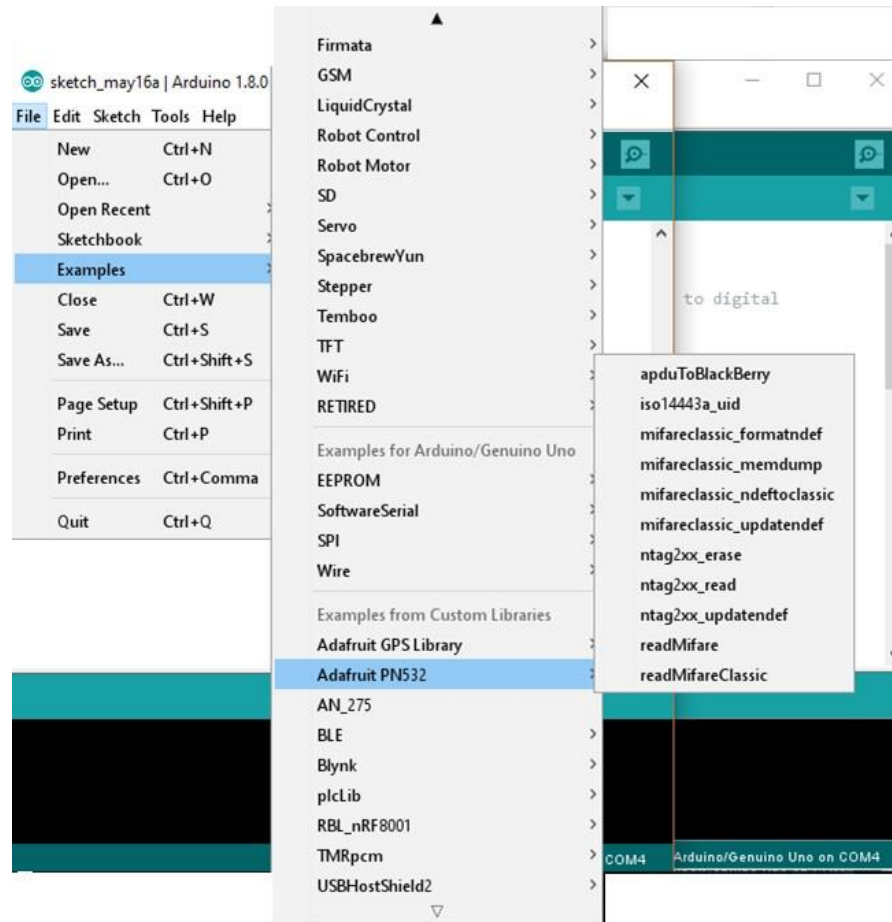 sketch_may16a | Arduino 1.8.0
File Edit Sketch Tools Help
New Ctrl+N
Open... Ctrl+O
Open Recent
Sketchbook
Examples
Close Ctrl+W
Save Ctrl+S
Save As... Ctrl+Shift+S
Page Setup Ctrl+Shift+P
Print Ctrl+P
Preferences Ctrl+Comma
Quit Ctrl+Q
Firmata
GSM
LiquidCrystal
Robot Control
Robot Motor
SD
Servo
SpacebrewYun
Stepper
Temboo
TFT
WiFi
RETIRED
Examples for Arduino/Genuino Uno
EEPROM
SoftwareSerial
SPI
Wire
Examples from Custom Libraries
Adafruit GPS Library
Adafruit PN532
AN_275
BLE
Blynk
plcLib
RBL_nRF8001
TMRpcm
USBHostShield2
to digital
apduToBlackBerry
iso14443a_uid
mifareclassic_formatndef
mifareclassic_memdump
mifareclassic_ndeftoclassic
mifareclassic_updatendef
ntag2xx_erase
ntag2xx_read
ntag2xx_updatendef
readMifare
readMifareClassic
COM4
Arduino/Genuino Uno on COM4